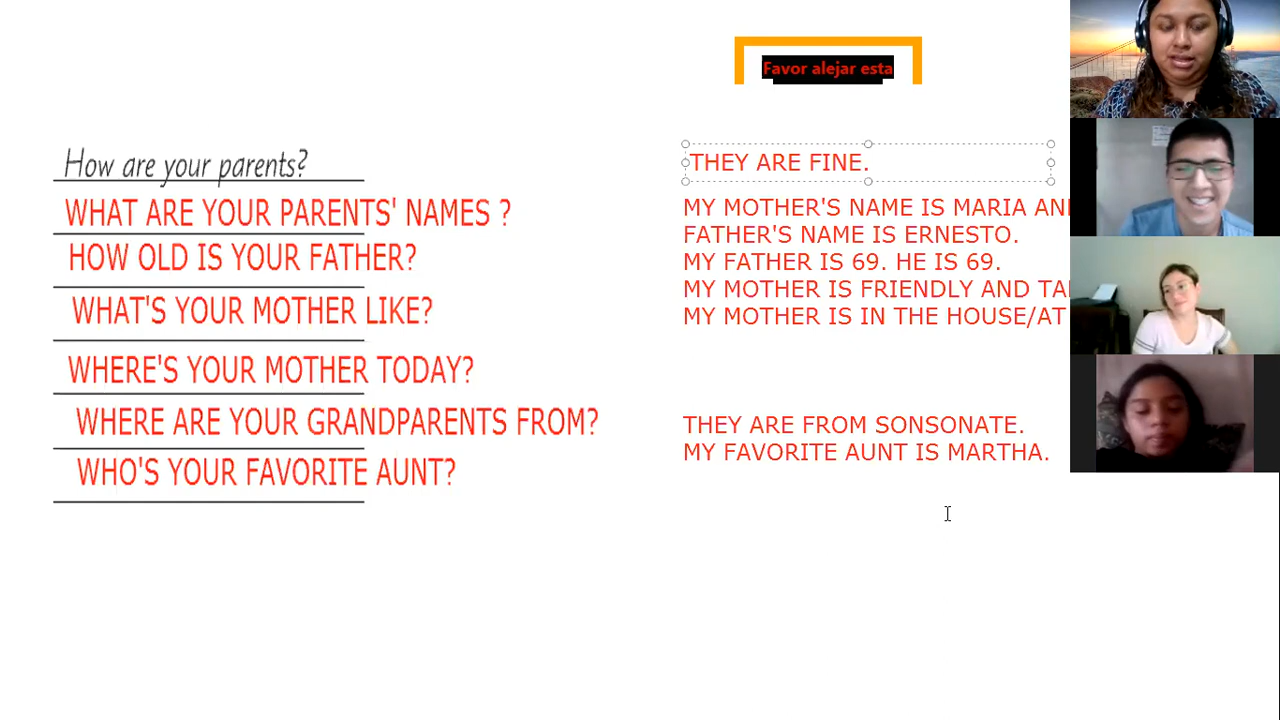 Favor alejar esta
How are your parents?
WHAT ARE YOUR PARENTS' NAMES ?
HOW OLD IS YOUR FATHER?
WHAT'S YOUR MOTHER LIKE?
WHERE'S YOUR MOTHER TODAY?
WHERE ARE YOUR GRANDPARENTS FROM?
WHO'S YOUR FAVORITE AUNT?
THEY ARE FINE.
MY MOTHER'S NAME IS MARIA
FATHER'S NAME IS ERNESTO.
MY FATHER IS 69. HE IS 69.
MY MOTHER IS FRIENDLY AND
MY MOTHER IS IN THE HOUSE/AT
THEY ARE FROM SONSONATE.
MY FAVORITE AUNT IS MARTHA.